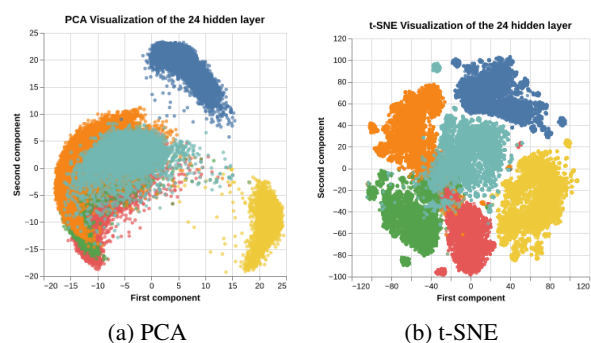 PCA Visualization of the 24 hidden layer
25
20
15
10
5
0
−5
−10
−15
−20
Second component
−20 −15 −10 −5 0 5 10 15 20 25
First component
(a) PCA
t-SNE Visualization of the 24 hidden layer
120
100
80
60
40
20
0
−20
−40
−60
−80
−100
Second component
−120 −80 −40 0 40 80 120
First component
(b) t-SNE